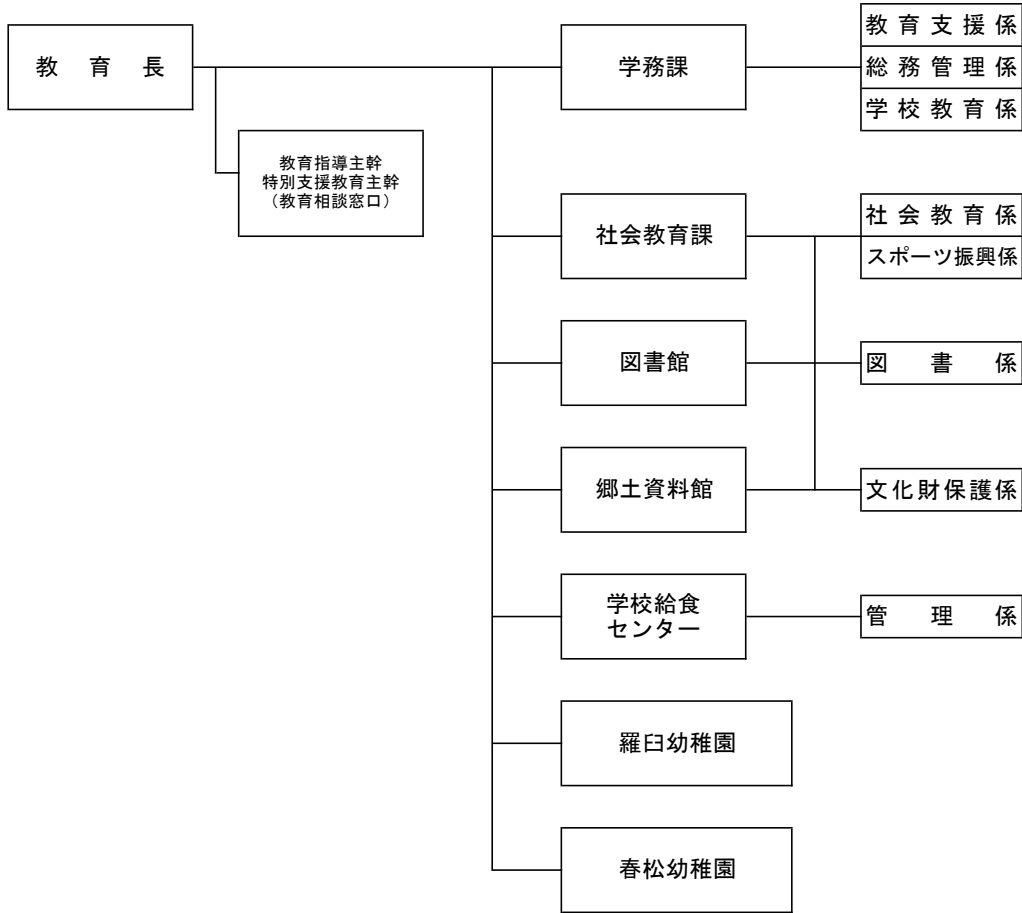 教育長
教育指導主幹
特別支援教育主幹
（教育相談窓口）
学務課
教育支援係
総務管理係
学校教育係
社会教育課
社会教育係
スポーツ振興係
図書館
図書係
郷土資料館
文化財保護係
学校給食
センター
管理係
羅臼幼稚園
春松幼稚園